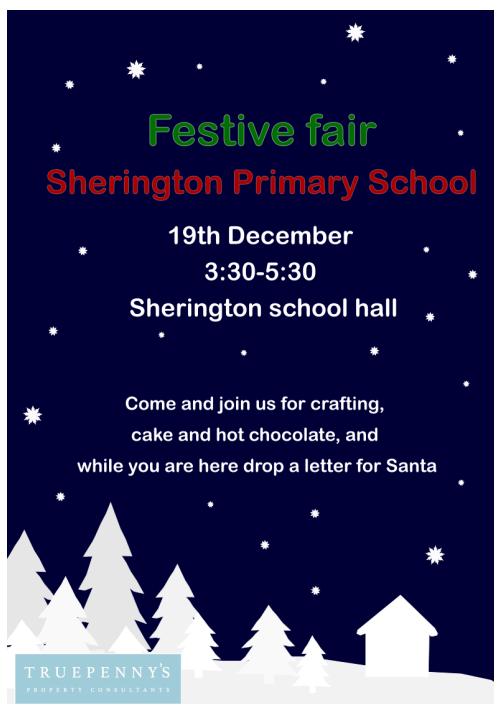 Festive fair
Sherington Primary School
19th December
3:30-5:30
Sherington school hall
Come and join us for crafting,
cake and hot chocolate, and
while you are here drop a letter for Santa
TRUEPENNY'S
PROPERTY CONSULTANTS